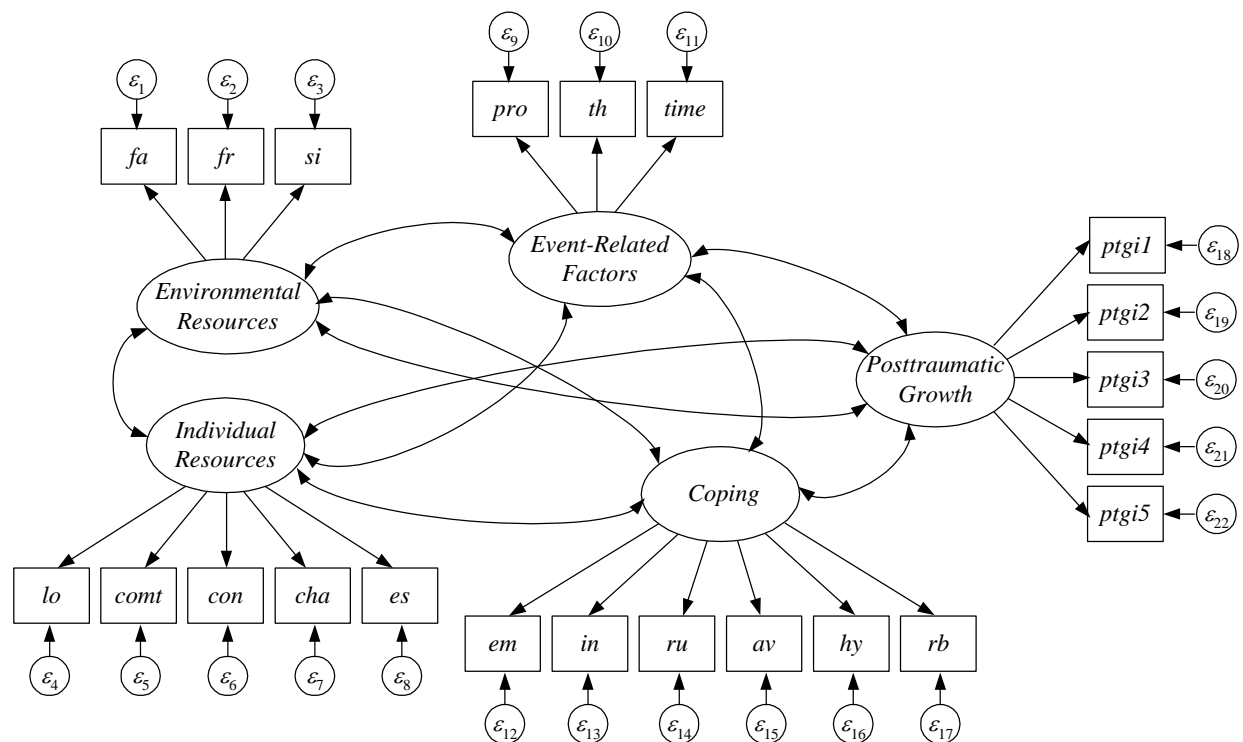 ε9 ε10 ε11
ε1 ε2 ε3
pro th time
fa fr si
Event-Related
Factors
ptgi1 ε18
Environmental
Resources
ptgi2 ε19
Posttraumatic
Growth
ptgi3 ε20
Individual
Resources
ptgi4 ε21
Coping
ptgi5 ε22
lo comt con cha es
em in ru av hy rb
ε4 ε5 ε6 ε7 ε8
ε12 ε13 ε14 ε15 ε16 ε17